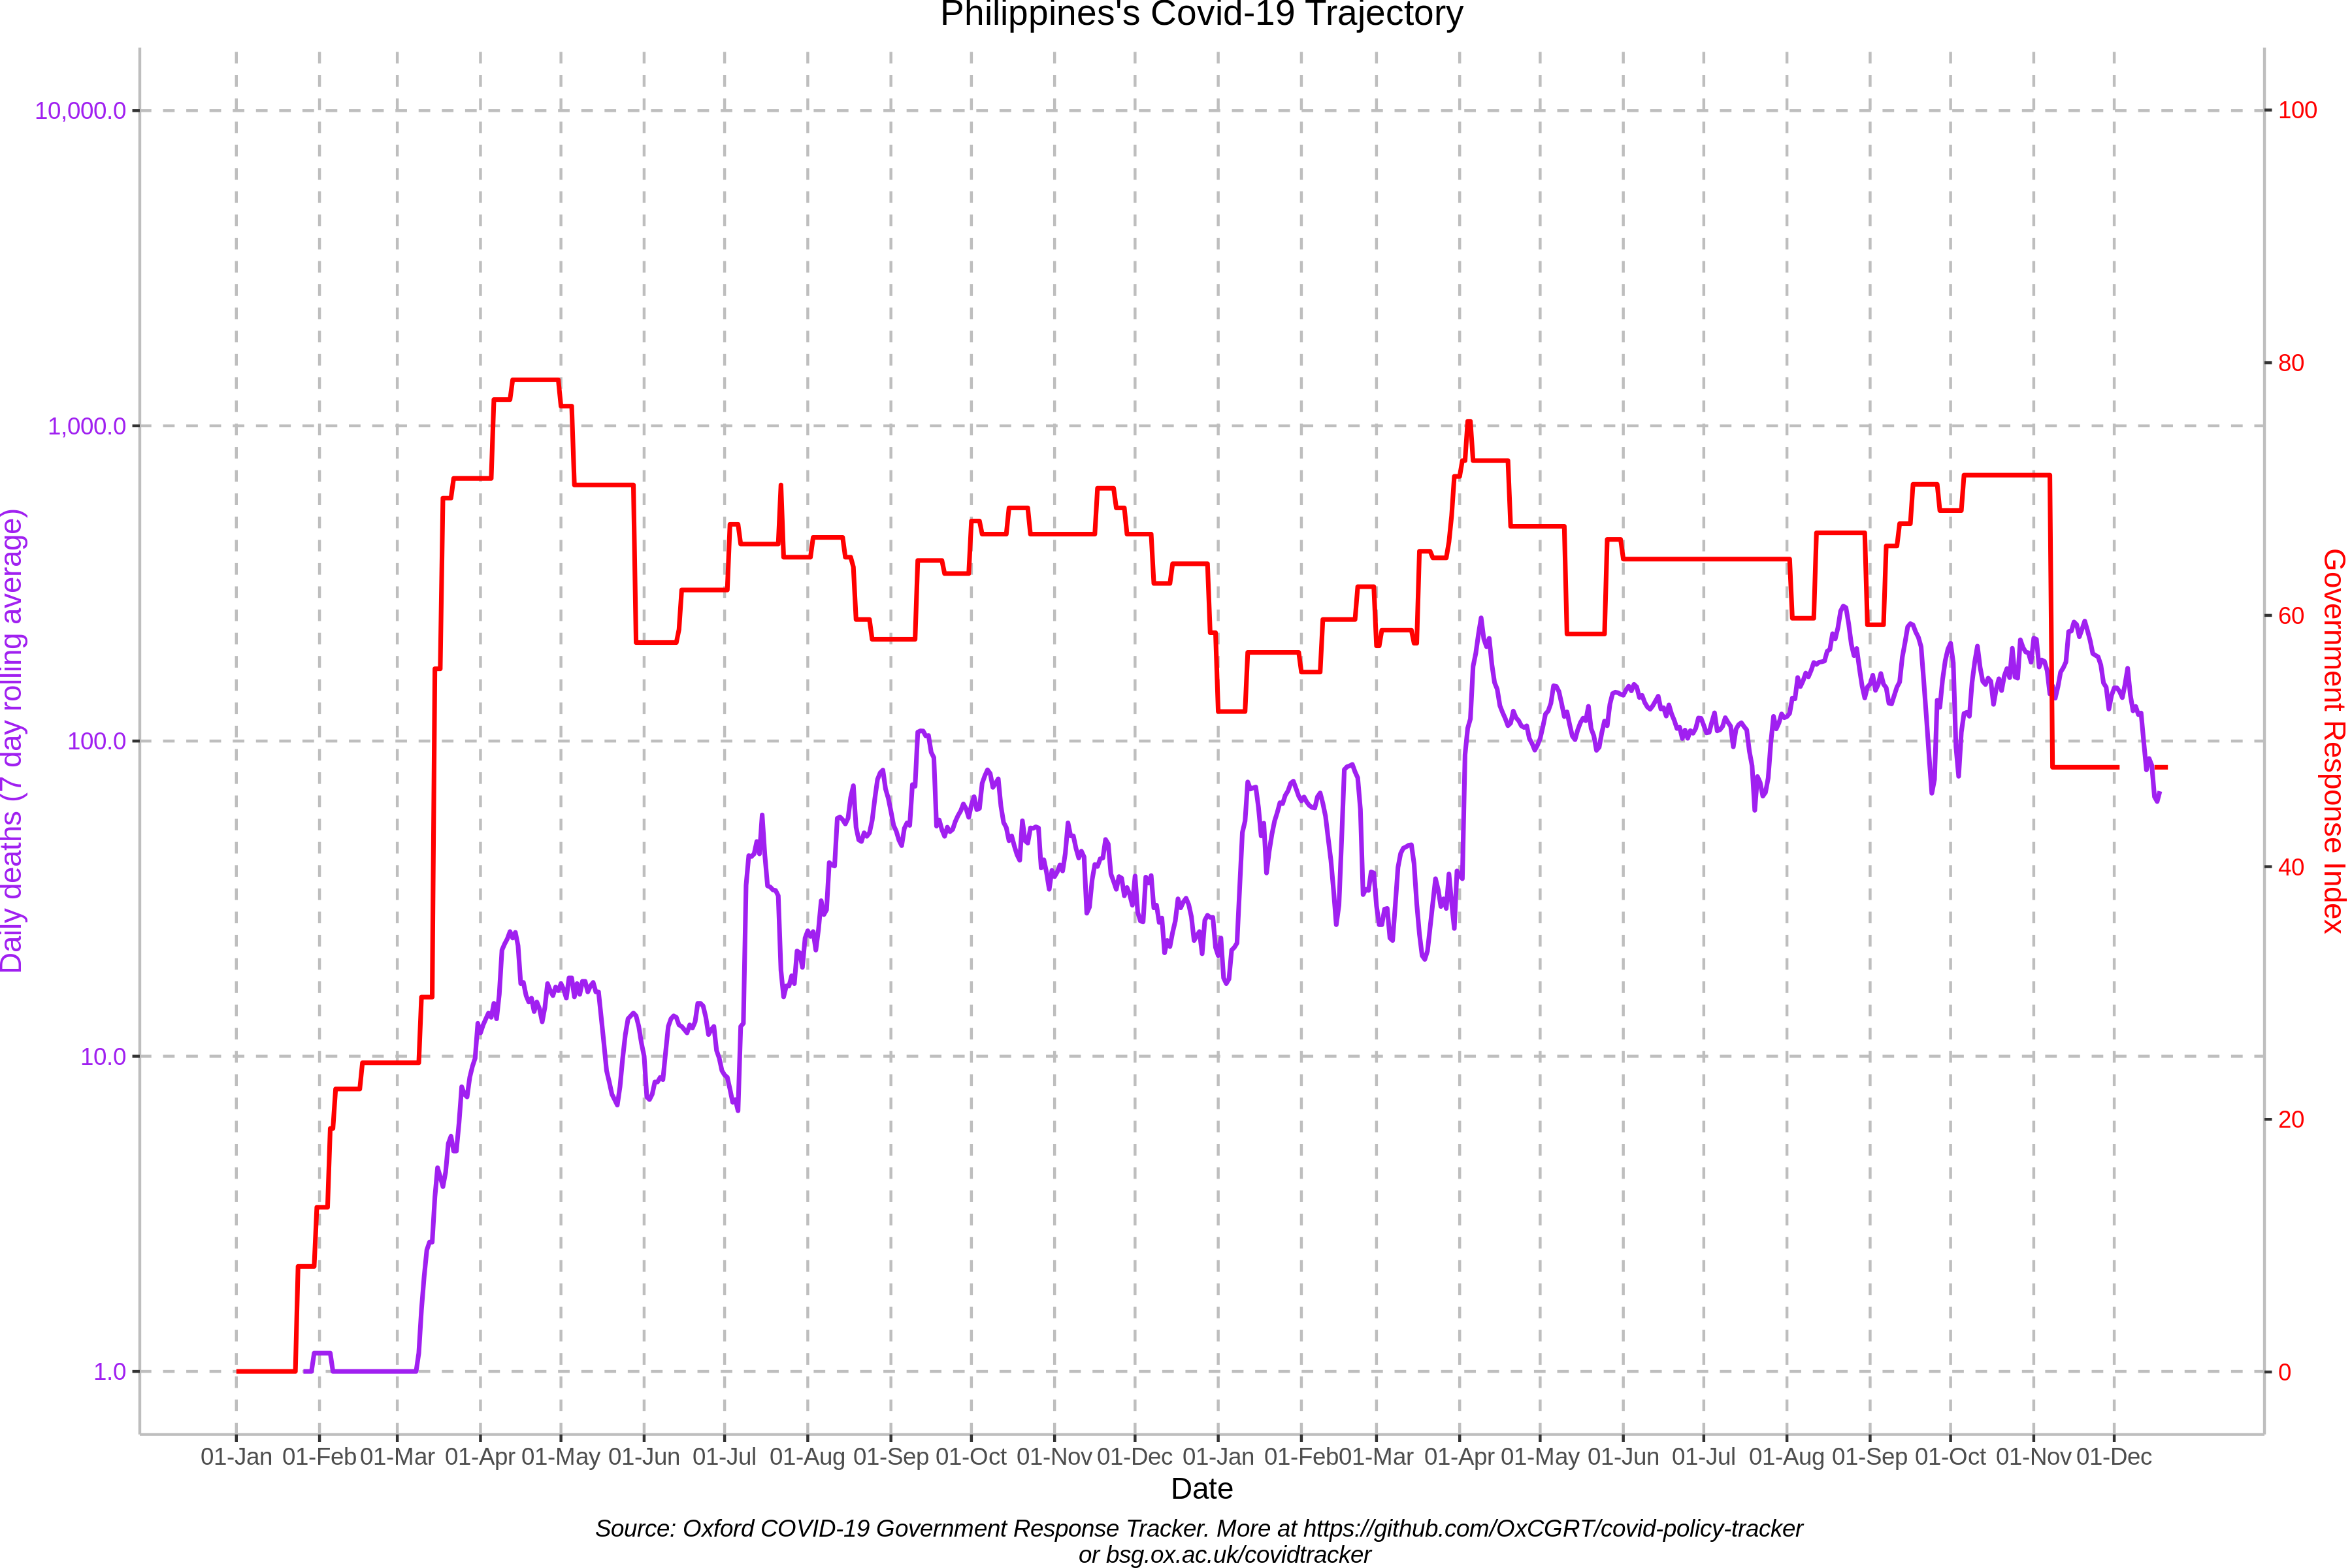 Philippines's Covid-19 Trajectory
10,000.0
1,000.0
100.0
10.0
1.0
Daily deaths (7 day rolling average)
100
80
60
40
20
0
Government Response Index
01-Jan 01-Feb 01-Mar 01-Apr 01-May 01-Jun 01-Jul 01-Aug 01-Sep 01-Oct 01-Nov 01-Dec 01-Jan 01-Feb 01-Mar 01-Apr 01-May 01-Jun 01-Jul 01-Aug 01-Sep 01-Oct 01-Nov 01-Dec
Date
Source: Oxford COVID-19 Government Response Tracker. More at https://github.com/OxCGRT/covid-policy-tracker
or bsg.ox.ac.uk/covidtracker